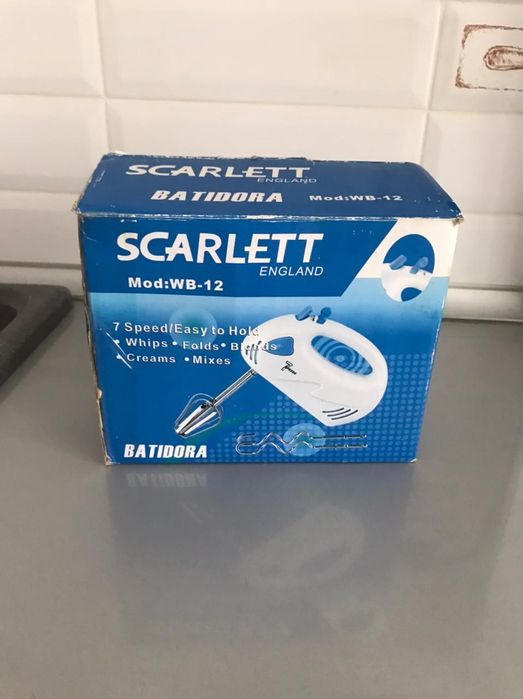 SCARLETT
ENGLAND
BATIDORA Mod:WB-12
SCARLETT
ENGLAND
Mod:WB-12
7 Speed/Easy to Hold
• Whips • Folds • Blends
• Creams • Mixes
BATIDORA